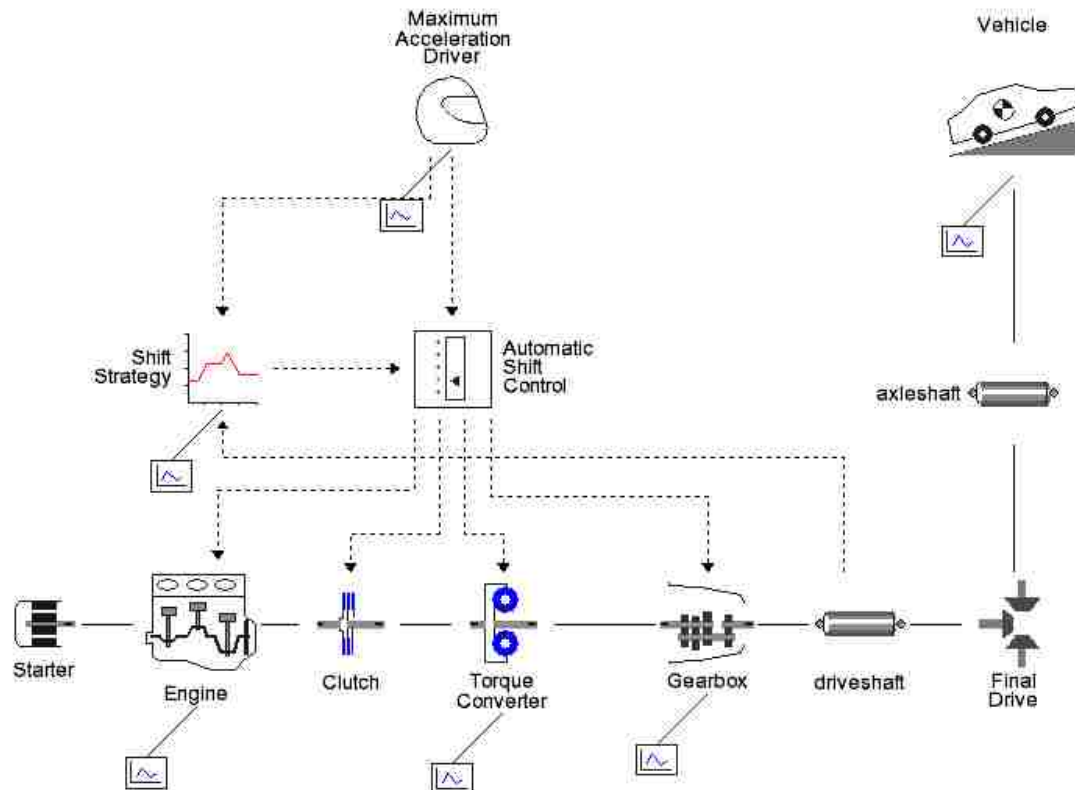 Maximum
Acceleration
Driver
Vehicle
Shift
Strategy
Automatic
Shift
Control
axleshaft
Starter
Engine
Clutch
Torque
Converter
Gearbox
driveshaft
Final
Drive